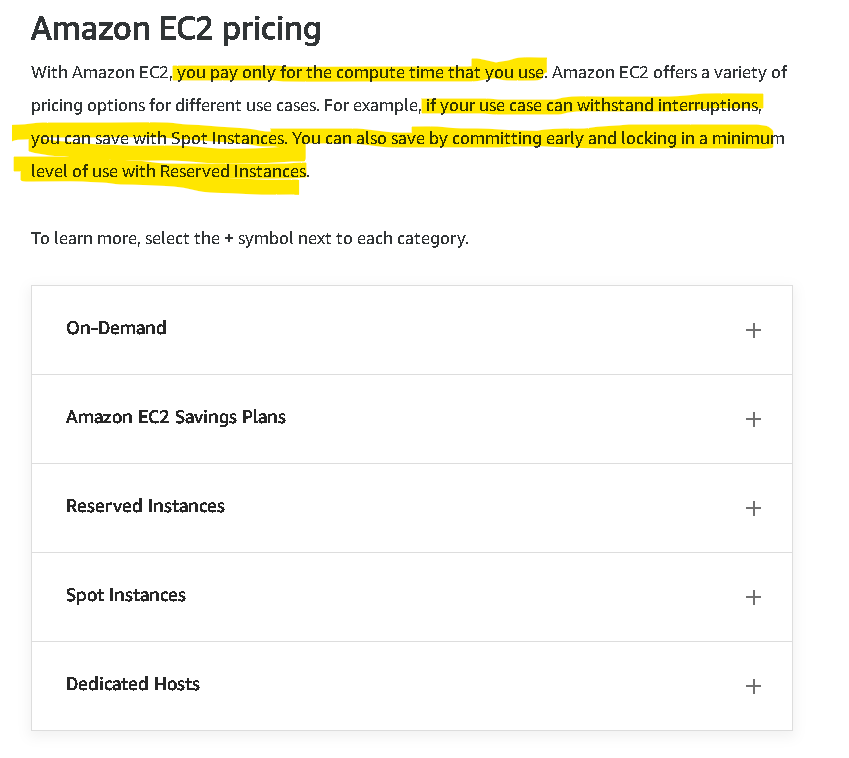 Amazon EC2 pricing
With Amazon EC2, you pay only for the compute time that you use. Amazon EC2 offers a variety of
pricing options for different use cases. For example, if your use case can withstand interruptions,
you can save with Spot Instances. You can also save by committing early and locking in a minimum
level of use with Reserved Instances.
To learn more, select the + symbol next to each category.
On-Demand +
Amazon EC2 Savings Plans +
Reserved Instances +
Spot Instances +
Dedicated Hosts +